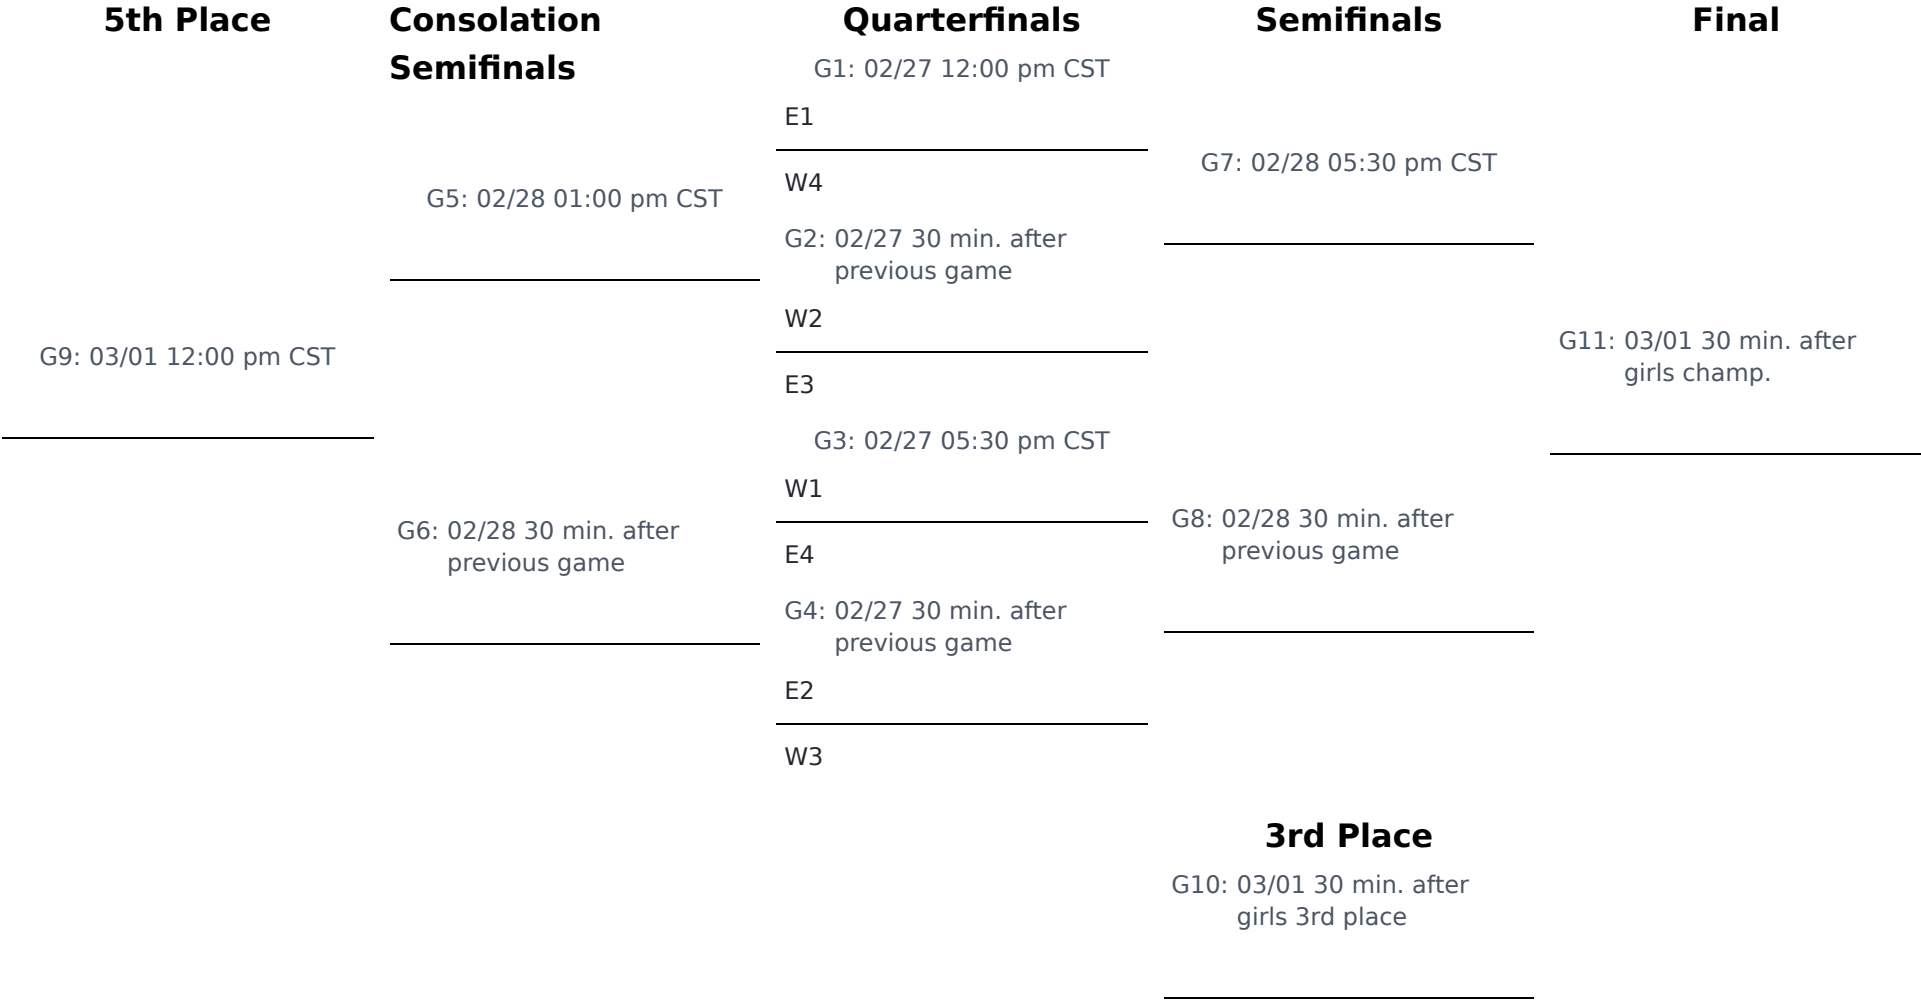 5th Place
Consolation
Semifinals
Quarterfinals
Semifinals
Final
G9: 03/01 12:00 pm CST
G5: 02/28 01:00 pm CST
G6: 02/28 30 min. after
previous game
G1: 02/27 12:00 pm CST
E1
W4
G2: 02/27 30 min. after
previous game
W2
E3
G3: 02/27 05:30 pm CST
W1
E4
G4: 02/27 30 min. after
previous game
E2
W3
G7: 02/28 05:30 pm CST
G8: 02/28 30 min. after
previous game
3rd Place
G10: 03/01 30 min. after
girls 3rd place
G11: 03/01 30 min. after
girls champ.